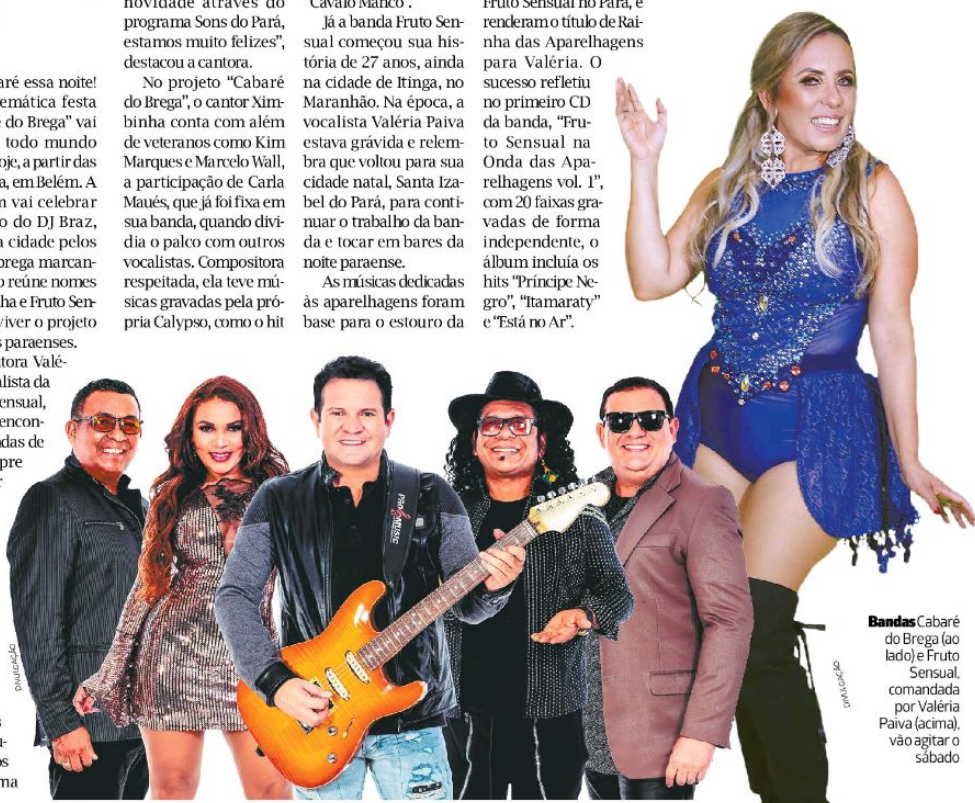 aré essa noite!
emática festa
do Brega” vai
todo mundo
oje, a partir das
a, em Belém. A
m vai celebrar
o do DJ Braz,
a cidade pelos
brega marcan-
o reúne nomes
ha e Fruto Sen-
viver o projeto
s paraenses.
tora Valé-
alista da
ensual,
encon-
das de
pre
r
s
u-
os
ma
novidade através do
programa Sons do Pará,
estamos muito felizes”,
destacou a cantora.
No projeto “Cabaré
do Brega”, o cantor Xim-
binha conta com além
de veteranos como Kim
Marques e Marcelo Wall,
a participação de Carla
Maués, que já foi fixa em
sua banda, quando divi-
dia o palco com outros
vocalistas. Compositora
respeitada, ela teve mú-
sicas gravadas pela pró-
pria Calypso, como o hit
“Cavalo Manco”.
Já a banda Fruto Sen-
sual começou sua his-
tória de 27 anos, ainda
na cidade de Itinga, no
Maranhão. Na época, a
vocalista Valéria Paiva
estava grávida e relem-
bra que voltou para sua
cidade natal, Santa Iza-
bel do Pará, para conti-
nuar o trabalho da ban-
da e tocar em bares da
noite paraense.
As músicas dedicadas
às aparelhagens foram
base para o estouro da
Fruto Sensual no Pará, e
renderam o título de Rai-
nha das Aparelhagens
para Valéria. O
sucesso refletiu
no primeiro CD
da banda, “Fru-
to Sensual na
Onda das Apa-
relhagens vol. 1”,
com 20 faixas gra-
vadas de forma
independente, o
álbum incluía os
hits “Príncipe Ne-
gro”, “Itamaraty”
e “Está no Ar”.
DIVULGAÇÃO
DIVULGAÇÃO
Bandas Cabaré
do Brega (ao
lado) e Fruto
Sensual,
comandada
por Valéria
Paiva (acima),
vão agitar o
sábado